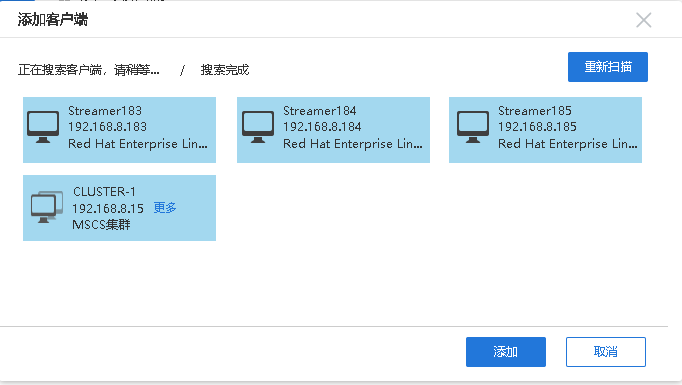 添加客户端
正在搜索客户端，请稍等... / 搜索完成
重新扫描
Streamer183
192.168.8.183
Red Hat Enterprise Lin...
Streamer184
192.168.8.184
Red Hat Enterprise Lin...
Streamer185
192.168.8.185
Red Hat Enterprise Lin...
CLUSTER-1
192.168.8.15 更多
MSCS集群
添加
取消